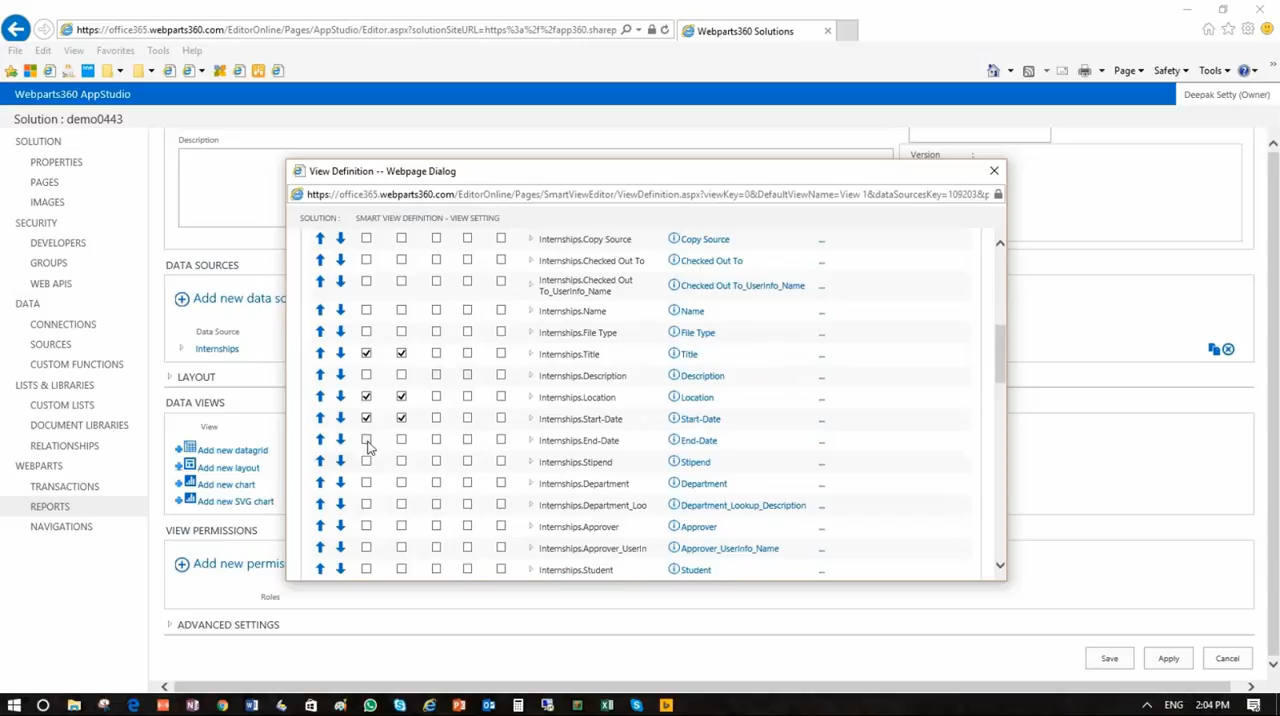 https://office365.webparts360.com/EditorOnline/Pages/AppStudio/Editor.aspx?solutionSiteURL=https%3a%2f%2fapp360.sharep
Webparts360 Solutions
File Edit View Favorites Tools Help
Page Safety Tools
Webparts360 AppStudio
Deepak Setty (Owner)
Solution : demo0443
SOLUTION
PROPERTIES
PAGES
IMAGES
SECURITY
DEVELOPERS
GROUPS
WEB APIS
DATA
CONNECTIONS
SOURCES
CUSTOM FUNCTIONS
LISTS & LIBRARIES
CUSTOM LISTS
DOCUMENT LIBRARIES
RELATIONSHIPS
WEBPARTS
TRANSACTIONS
REPORTS
NAVIGATIONS
Description
Version :
DATA SOURCES
Add new data so
Data Source
Internships
LAYOUT
DATA VIEWS
View
Add new datagrid
Add new layout
Add new chart
Add new SVG chart
VIEW PERMISSIONS
Add new permis
Roles
ADVANCED SETTINGS
Save Apply Cancel
View Definition -- Webpage Dialog
https://office365.webparts360.com/EditorOnline/Pages/SmartViewEditor/ViewDefinition.aspx?viewKey=0&DefaultViewName=View 1&dataSourcesKey=109203&p
SOLUTION : SMART VIEW DEFINITION - VIEW SETTING
Internships.Copy Source Copy Source ...
Internships.Checked Out To Checked Out To ...
Internships.Checked Out
To_UserInfo_Name Checked Out To_UserInfo_Name ...
Internships.Name Name ...
Internships.File Type File Type ...
Internships.Title Title ...
Internships.Description Description ...
Internships.Location Location ...
Internships.Start-Date Start-Date ...
Internships.End-Date End-Date ...
Internships.Stipend Stipend ...
Internships.Department Department ...
Internships.Department_Loo Department_Lookup_Description ...
Internships.Approver Approver ...
Internships.Approver_UserIn Approver_UserInfo_Name ...
Internships.Student Student ...
ENG 2:04 PM